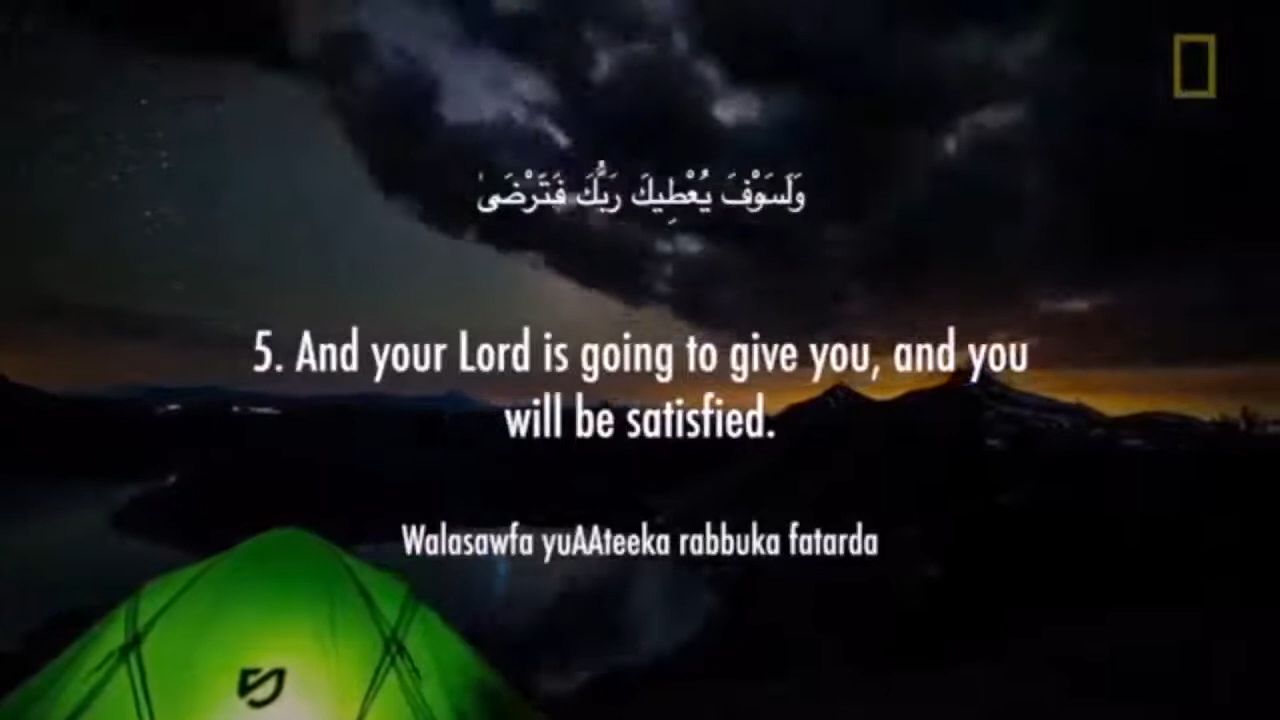 وَلَسَوْفَ يُعْطِيكَ رَبُّكَ فَتَرْضَىٰ
5. And your Lord is going to give you, and you
will be satisfied.
Walasawfa yuAAteeka rabbuka fatarda